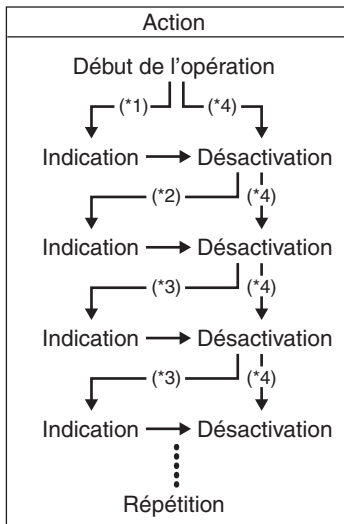 Action
Début de l'opération
(*1) (*4)
Indication Désactivation
(*2) (*4)
Indication Désactivation
(*3) (*4)
Indication Désactivation
(*3) (*4)
Indication Désactivation
Répétition